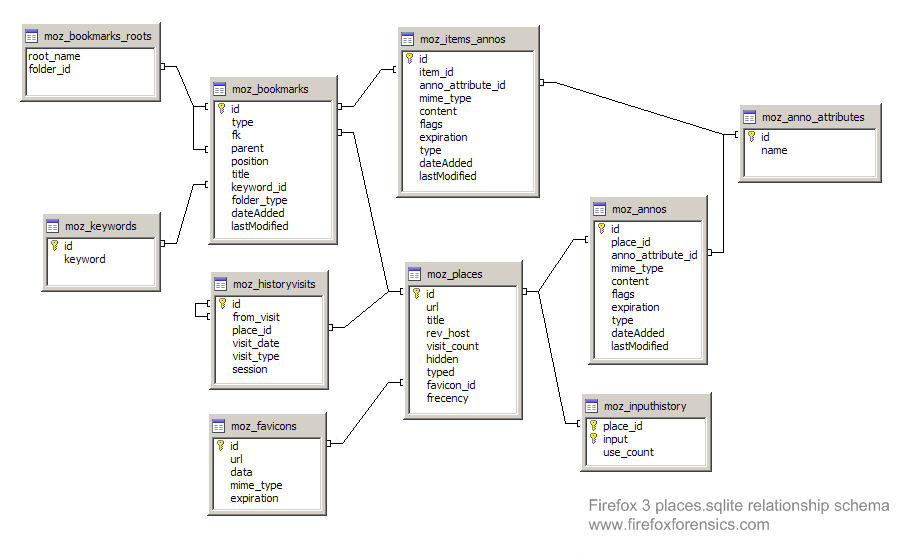 moz_bookmarks_roots
root_name
folder_id
moz_bookmarks
id
type
fk
parent
position
title
keyword_id
folder_type
dateAdded
lastModified
moz_items_annos
id
item_id
anno_attribute_id
mime_type
content
flags
expiration
type
dateAdded
lastModified
moz_anno_attributes
id
name
moz_keywords
id
keyword
moz_annos
id
place_id
anno_attribute_id
mime_type
content
flags
expiration
type
dateAdded
lastModified
moz_historyvisits
id
from_visit
place_id
visit_date
visit_type
session
moz_places
id
url
title
rev_host
visit_count
hidden
typed
favicon_id
frecency
moz_favicons
id
url
data
mime_type
expiration
moz_inputhistory
place_id
input
use_count
Firefox 3 places.sqlite relationship schema
www.firefoxforensics.com